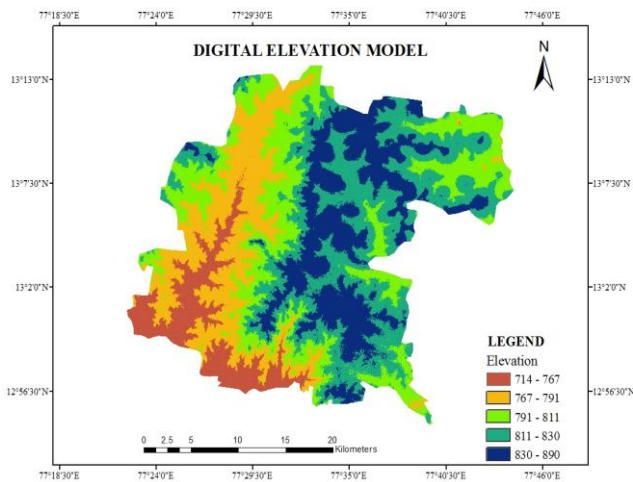 77°18'30"E 77°24'0"E 77°29'30"E 77°35'0"E 77°40'30"E 77°46'0"E
DIGITAL ELEVATION MODEL
N
13°13'0"N 13°13'0"N
13°7'30"N 13°7'30"N
13°2'0"N 13°2'0"N
12°56'30"N 12°56'30"N
LEGEND
Elevation
714 - 767
767 - 791
791 - 811
811 - 830
830 - 890
0 2.5 5 10 15 20
Kilometers
77°18'30"E 77°24'0"E 77°29'30"E 77°35'0"E 77°40'30"E 77°46'0"E